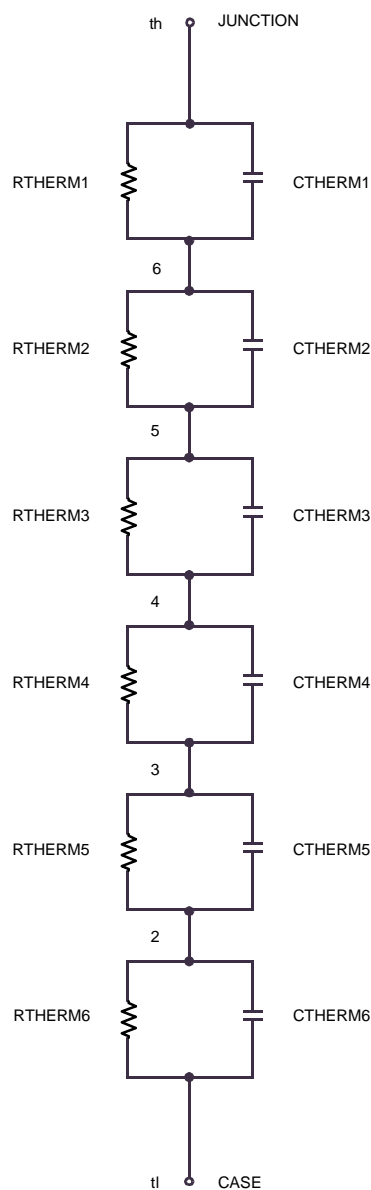 th JUNCTION
RTHERM1 CTHERM1
6
RTHERM2 CTHERM2
5
RTHERM3 CTHERM3
4
RTHERM4 CTHERM4
3
RTHERM5 CTHERM5
2
RTHERM6 CTHERM6
tl CASE